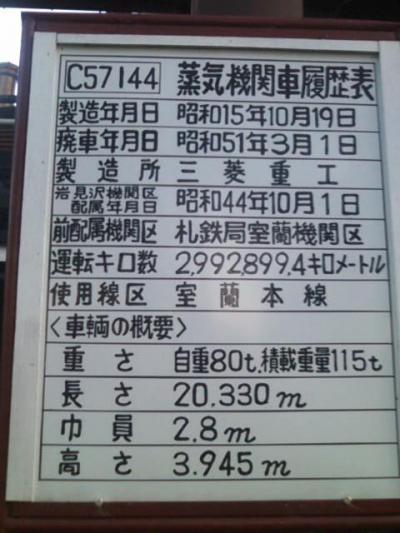 C57144 蒸気機関車履歴表
製造年月日 昭和15年10月19日
廃車年月日 昭和51年3月1日
製造所 三菱重工
岩見沢機関区
配属年月日 昭和44年10月1日
前配属機関区 札鉄局室蘭機関区
運転キロ数 2,992,899.4キロメートル
使用線区 室蘭本線
〈車輌の概要〉
重さ 自重80t,積載重量115t
長さ 20.330m
巾員 2.8m
高さ 3.945m